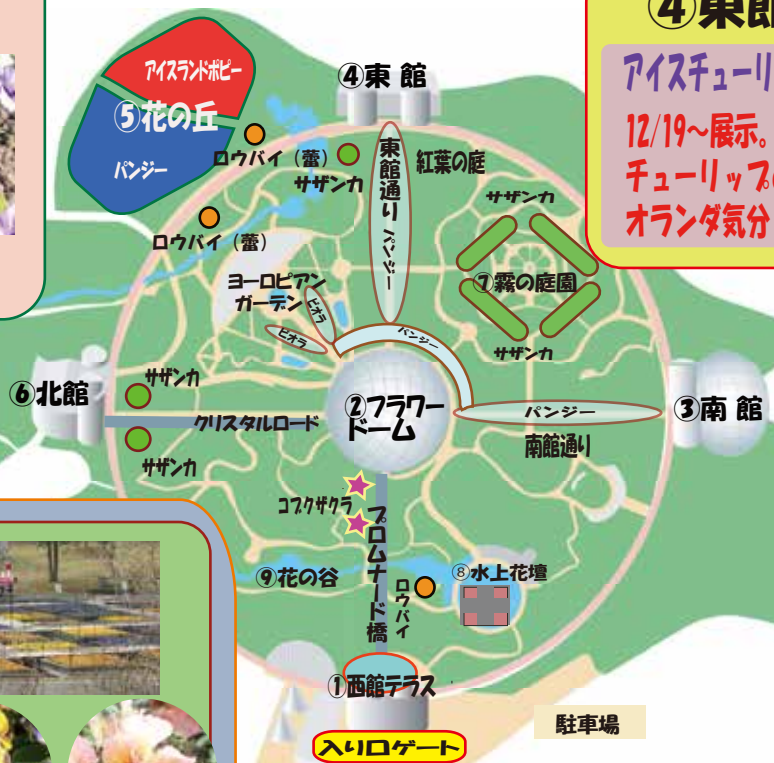 ④東館
アイスチューリ
12/19～展示。
チューリップの
オランダ気分
アイスランドポピー
⑤花の丘
パンジー
④東 館
ロウバイ（蕾）
サザンカ
東館通り パンジー
紅葉の庭
サザンカ
ロウバイ（蕾）
ヨーロピアン
ガーデン
ビオラ
ビオラ
⑦霧の庭園
サザンカ
パンジー
⑥北館
サザンカ
クリスタルロード
サザンカ
②フラワー
ドーム
パンジー
南館通り
③南 館
コブクザクラ
プロムナード橋
⑨花の谷
ロウバイ
⑧水上花壇
①西館テラス
入り口ゲート
駐車場